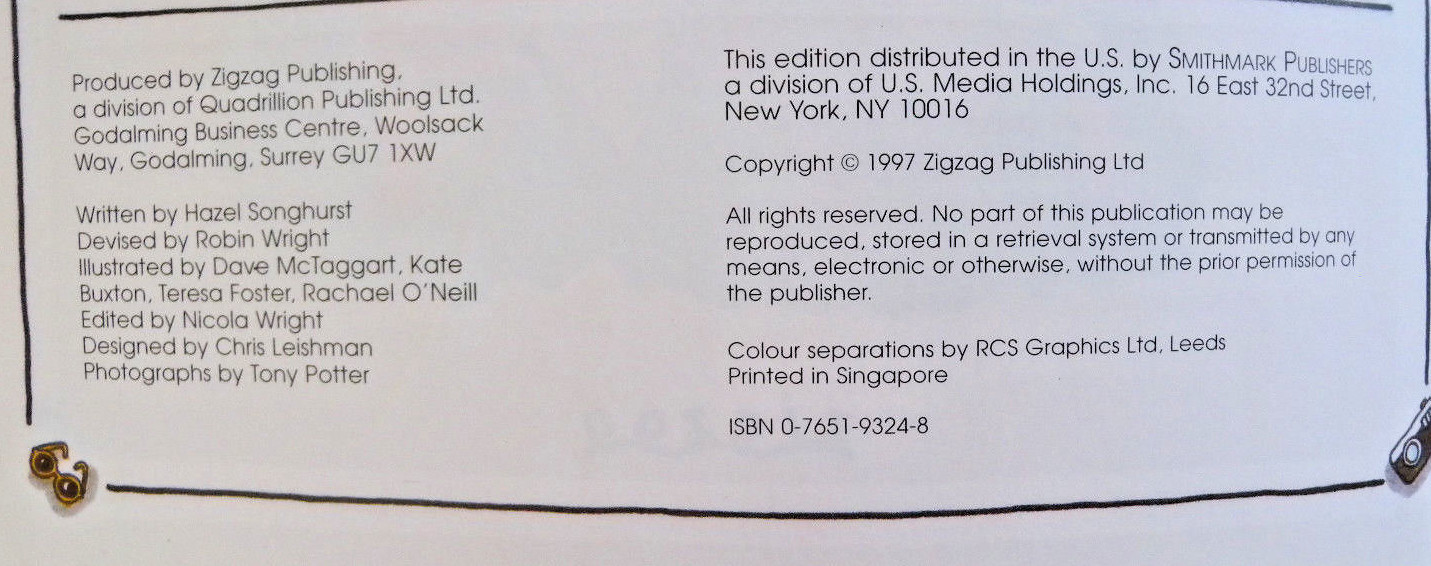 Produced by Zigzag Publishing,
a division of Quadrillion Publishing Ltd.
Godalming Business Centre, Woolsack
Way, Godalming, Surrey GU7 1XW
Written by Hazel Songhurst
Devised by Robin Wright
Illustrated by Dave McTaggart, Kate
Buxton, Teresa Foster, Rachael O'Neill
Edited by Nicola Wright
Designed by Chris Leishman
Photographs by Tony Potter
This edition distributed in the U.S. by SMITHMARK PUBLISHERS
a division of U.S. Media Holdings, Inc. 16 East 32nd Street,
New York, NY 10016
Copyright © 1997 Zigzag Publishing Ltd
All rights reserved. No part of this publication may be
reproduced, stored in a retrieval system or transmitted by any
means, electronic or otherwise, without the prior permission of
the publisher.
Colour separations by RCS Graphics Ltd, Leeds
Printed in Singapore
ISBN 0-7651-9324-8